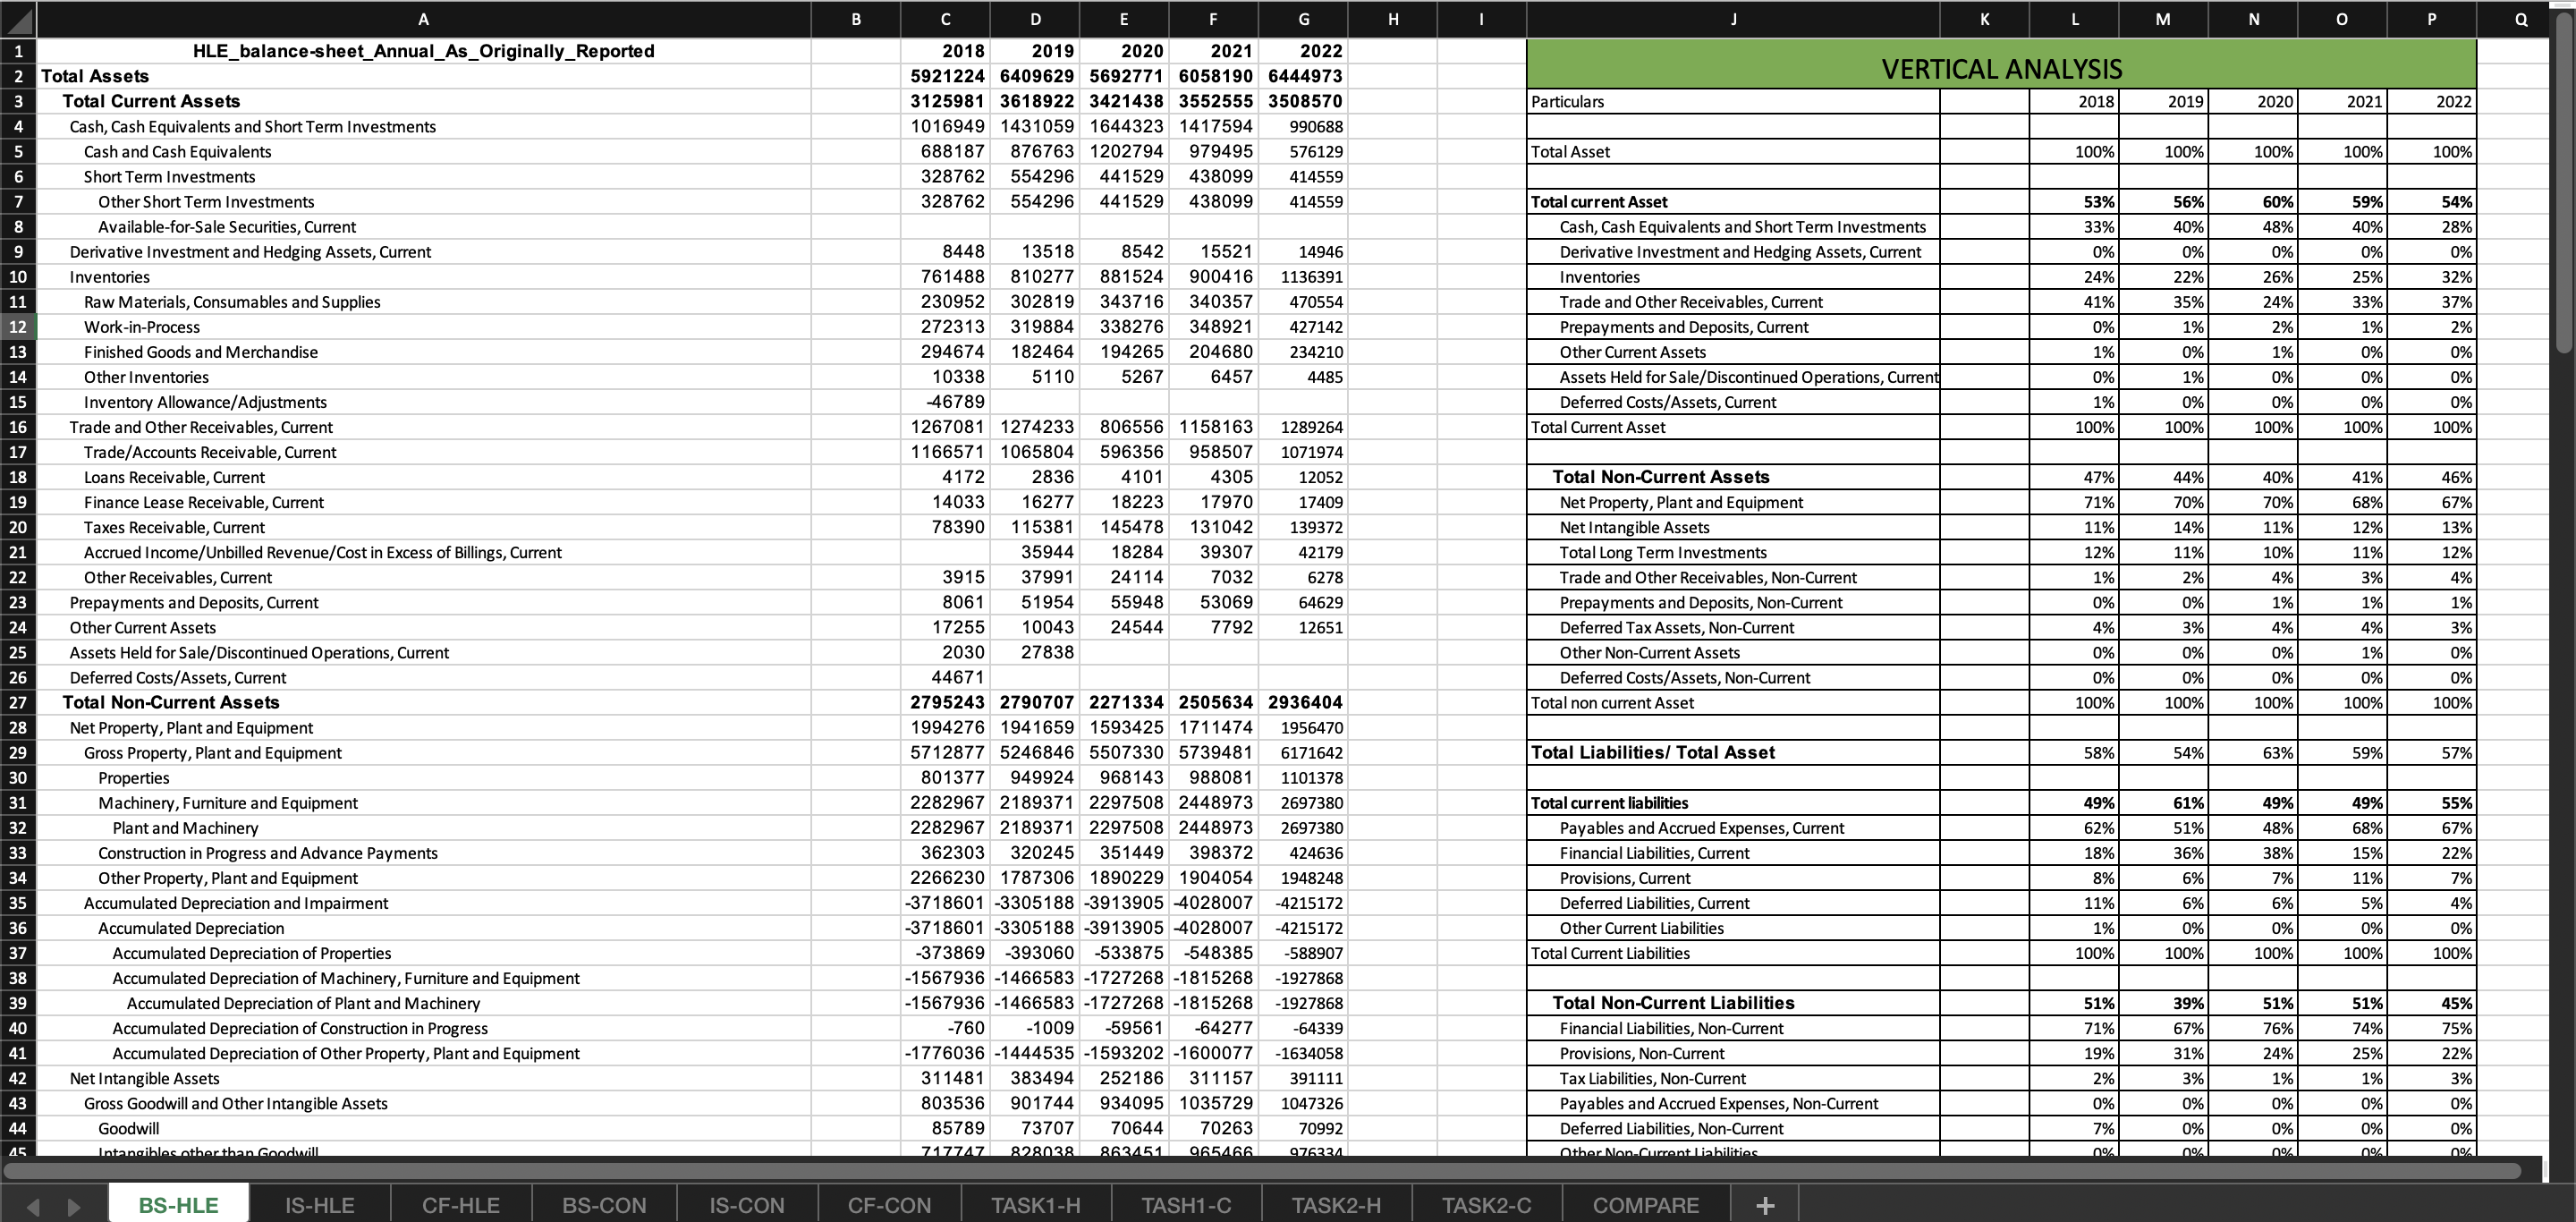 A B C D E F G H I J K L M N O P Q
1 HLE_balance-sheet_Annual_As_Originally_Reported 2018 2019 2020 2021 2022 VERTICAL ANALYSIS
2 Total Assets 5921224 6409629 5692771 6058190 6444973
3 Total Current Assets 3125981 3618922 3421438 3552555 3508570 Particulars 2018 2019 2020 2021 2022
4 Cash, Cash Equivalents and Short Term Investments 1016949 1431059 1644323 1417594 990688
5 Cash and Cash Equivalents 688187 876763 1202794 979495 576129 Total Asset 100% 100% 100% 100% 100%
6 Short Term Investments 328762 554296 441529 438099 414559
7 Other Short Term Investments 328762 554296 441529 438099 414559 Total current Asset 53% 56% 60% 59% 54%
8 Available-for-Sale Securities, Current Cash, Cash Equivalents and Short Term Investments 33% 40% 48% 40% 28%
9 Derivative Investment and Hedging Assets, Current 8448 13518 8542 15521 14946 Derivative Investment and Hedging Assets, Current 0% 0% 0% 0% 0%
10 Inventories 761488 810277 881524 900416 1136391 Inventories 24% 22% 26% 25% 32%
11 Raw Materials, Consumables and Supplies 230952 302819 343716 340357 470554 Trade and Other Receivables, Current 41% 35% 24% 33% 37%
12 Work-in-Process 272313 319884 338276 348921 427142 Prepayments and Deposits, Current 0% 1% 2% 1% 2%
13 Finished Goods and Merchandise 294674 182464 194265 204680 234210 Other Current Assets 1% 0% 1% 0% 0%
14 Other Inventories 10338 5110 5267 6457 4485 Assets Held for Sale/Discontinued Operations, Current 0% 1% 0% 0% 0%
15 Inventory Allowance/Adjustments -46789 Deferred Costs/Assets, Current 1% 0% 0% 0% 0%
16 Trade and Other Receivables, Current 1267081 1274233 806556 1158163 1289264 Total Current Asset 100% 100% 100% 100% 100%
17 Trade/Accounts Receivable, Current 1166571 1065804 596356 958507 1071974
18 Loans Receivable, Current 4172 2836 4101 4305 12052 Total Non-Current Assets 47% 44% 40% 41% 46%
19 Finance Lease Receivable, Current 14033 16277 18223 17970 17409 Net Property, Plant and Equipment 71% 70% 70% 68% 67%
20 Taxes Receivable, Current 78390 115381 145478 131042 139372 Net Intangible Assets 11% 14% 11% 12% 13%
21 Accrued Income/Unbilled Revenue/Cost in Excess of Billings, Current 35944 18284 39307 42179 Total Long Term Investments 12% 11% 10% 11% 12%
22 Other Receivables, Current 3915 37991 24114 7032 6278 Trade and Other Receivables, Non-Current 1% 2% 4% 3% 4%
23 Prepayments and Deposits, Current 8061 51954 55948 53069 64629 Prepayments and Deposits, Non-Current 0% 0% 1% 1% 1%
24 Other Current Assets 17255 10043 24544 7792 12651 Deferred Tax Assets, Non-Current 4% 3% 4% 4% 3%
25 Assets Held for Sale/Discontinued Operations, Current 2030 27838 Other Non-Current Assets 0% 0% 0% 1% 0%
26 Deferred Costs/Assets, Current 44671 Deferred Costs/Assets, Non-Current 0% 0% 0% 0% 0%
27 Total Non-Current Assets 2795243 2790707 2271334 2505634 2936404 Total non current Asset 100% 100% 100% 100% 100%
28 Net Property, Plant and Equipment 1994276 1941659 1593425 1711474 1956470
29 Gross Property, Plant and Equipment 5712877 5246846 5507330 5739481 6171642 Total Liabilities/ Total Asset 58% 54% 63% 59% 57%
30 Properties 801377 949924 968143 988081 1101378
31 Machinery, Furniture and Equipment 2282967 2189371 2297508 2448973 2697380 Total current liabilities 49% 61% 49% 49% 55%
32 Plant and Machinery 2282967 2189371 2297508 2448973 2697380 Payables and Accrued Expenses, Current 62% 51% 48% 68% 67%
33 Construction in Progress and Advance Payments 362303 320245 351449 398372 424636 Financial Liabilities, Current 18% 36% 38% 15% 22%
34 Other Property, Plant and Equipment 2266230 1787306 1890229 1904054 1948248 Provisions, Current 8% 6% 7% 11% 7%
35 Accumulated Depreciation and Impairment -3718601 -3305188 -3913905 -4028007 -4215172 Deferred Liabilities, Current 11% 6% 6% 5% 4%
36 Accumulated Depreciation -3718601 -3305188 -3913905 -4028007 -4215172 Other Current Liabilities 1% 0% 0% 0% 0%
37 Accumulated Depreciation of Properties -373869 -393060 -533875 -548385 -588907 Total Current Liabilities 100% 100% 100% 100% 100%
38 Accumulated Depreciation of Machinery, Furniture and Equipment -1567936 -1466583 -1727268 -1815268 -1927868
39 Accumulated Depreciation of Plant and Machinery -1567936 -1466583 -1727268 -1815268 -1927868 Total Non-Current Liabilities 51% 39% 51% 51% 45%
40 Accumulated Depreciation of Construction in Progress -760 -1009 -59561 -64277 -64339 Financial Liabilities, Non-Current 71% 67% 76% 74% 75%
41 Accumulated Depreciation of Other Property, Plant and Equipment -1776036 -1444535 -1593202 -1600077 -1634058 Provisions, Non-Current 19% 31% 24% 25% 22%
42 Net Intangible Assets 311481 383494 252186 311157 391111 Tax Liabilities, Non-Current 2% 3% 1% 1% 3%
43 Gross Goodwill and Other Intangible Assets 803536 901744 934095 1035729 1047326 Payables and Accrued Expenses, Non-Current 0% 0% 0% 0% 0%
44 Goodwill 85789 73707 70644 70263 70992 Deferred Liabilities, Non-Current 7% 0% 0% 0% 0%
45 Intangibles other than Goodwill 717747 828038 863451 965466 976334 Other Non-Current Liabilities 0% 0% 0% 0% 0%
BS-HLE IS-HLE CF-HLE BS-CON IS-CON CF-CON TASK1-H TASH1-C TASK2-H TASK2-C COMPARE +